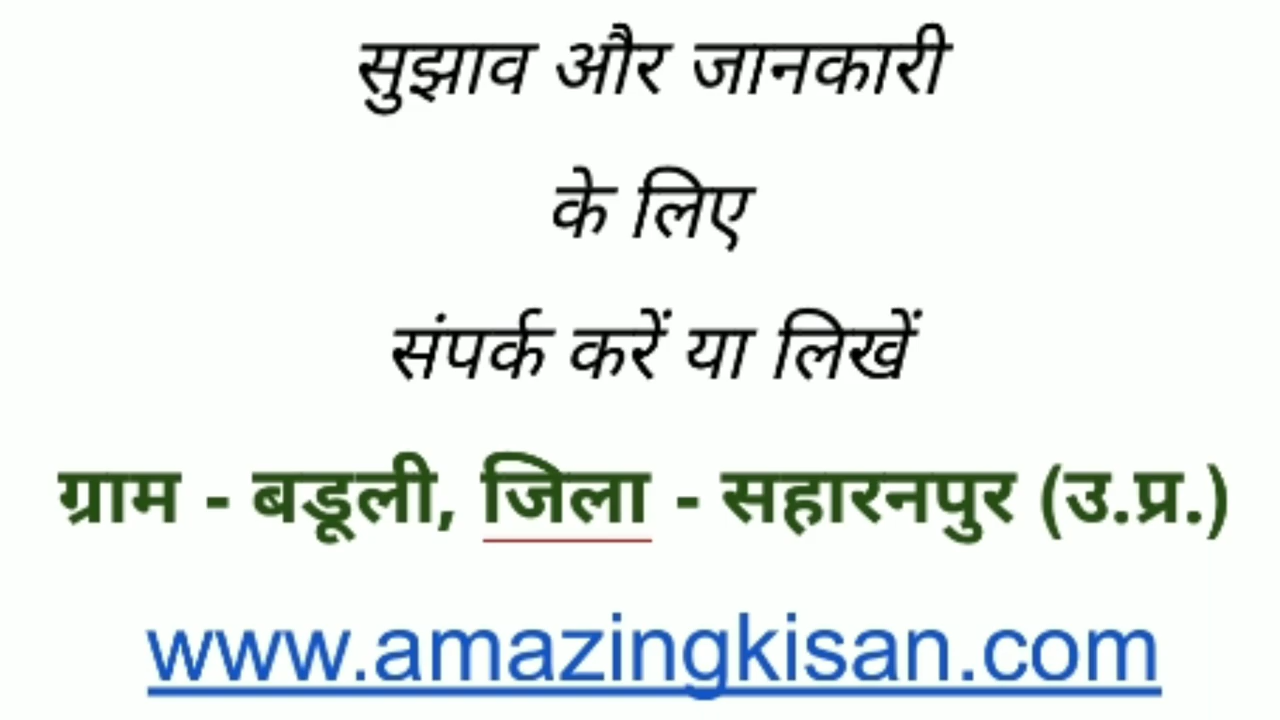 सुझाव और जानकारी
के लिए
संपर्क करें या लिखें
ग्राम - बडूली, जिला - सहारनपुर (उ.प्र.)
www.amazingkisan.com